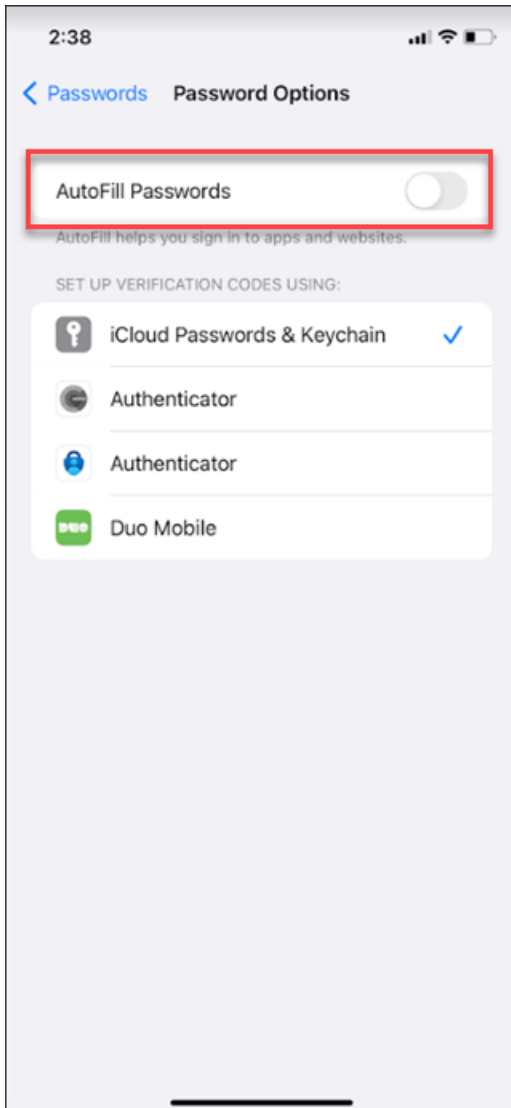 2:38
Passwords Password Options
AutoFill Passwords
AutoFill helps you sign in to apps and websites.
SET UP VERIFICATION CODES USING:
iCloud Passwords & Keychain
Authenticator
Authenticator
DUO Duo Mobile